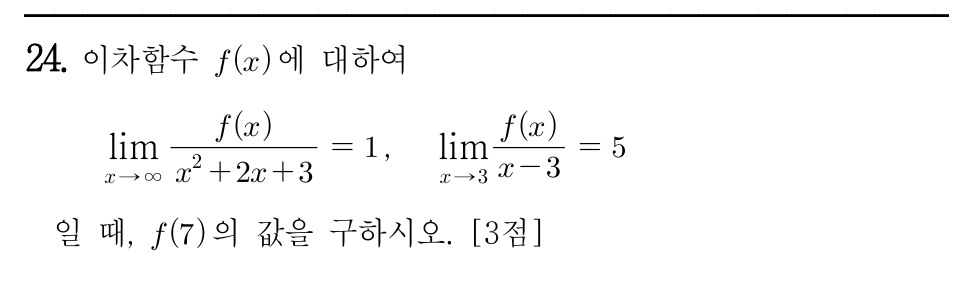 24. 이차함수 f(x)에 대하여
lim_{x→∞} f(x)/(x²+2x+3) = 1, lim_{x→3} f(x)/(x-3) = 5
일 때, f(7)의 값을 구하시오. [3점]